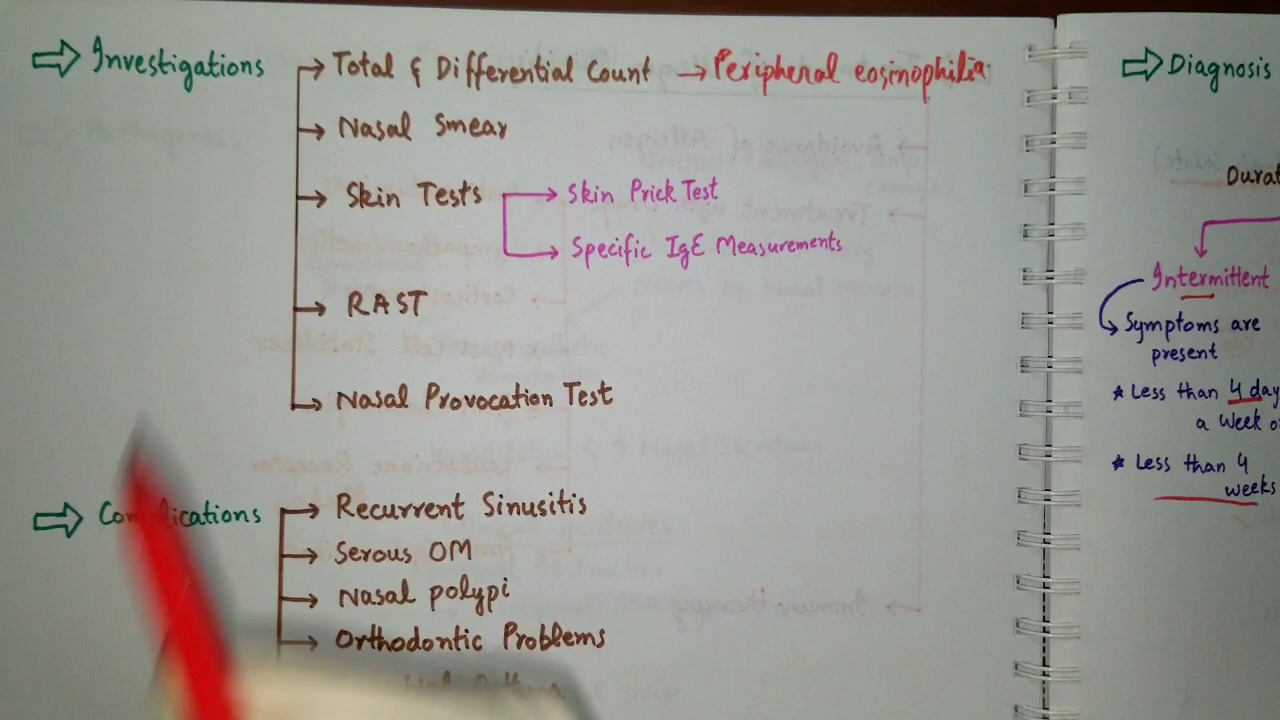 Investigations
Total & Differential Count → Peripheral eosinophilia
Nasal Smear
Skin Tests
Skin Prick Test
Specific IgE Measurements
RAST
Nasal Provocation Test
Complications
Recurrent Sinusitis
Serous OM
Nasal polypi
Orthodontic Problems
Diagnosis
Durat
Intermittent
Symptoms are
present
* Less than 4 day
a week o
* Less than 4
weeks